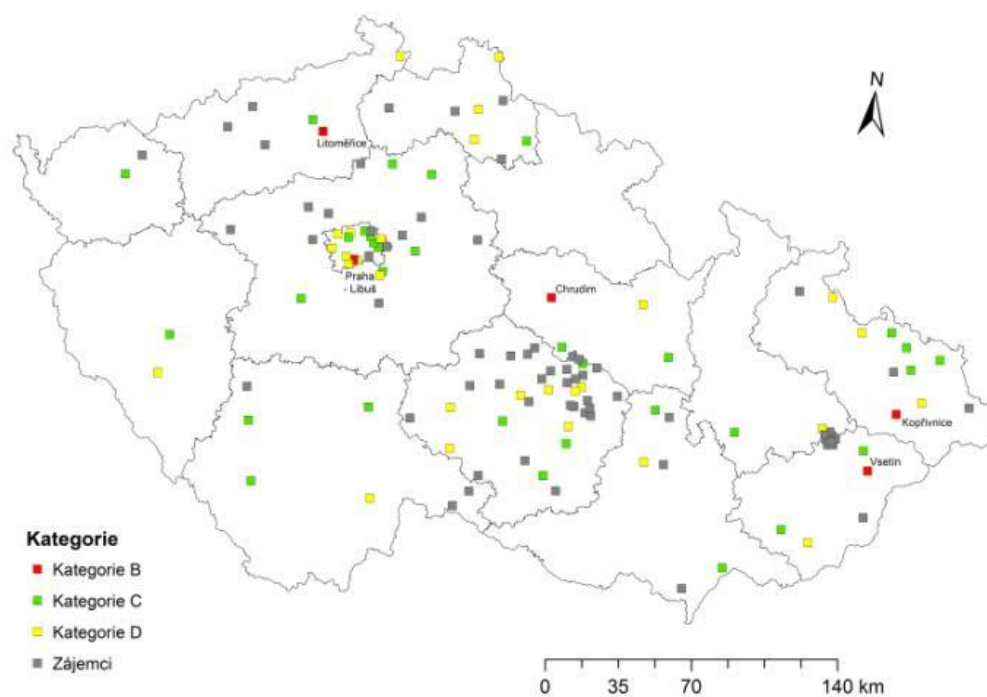 N
Litoměřice
Praha
- Libuš
Chrudim
Kopřivnice
Vsetín
Kategorie
Kategorie B
Kategorie C
Kategorie D
Zájemci
0 35 70 140 km